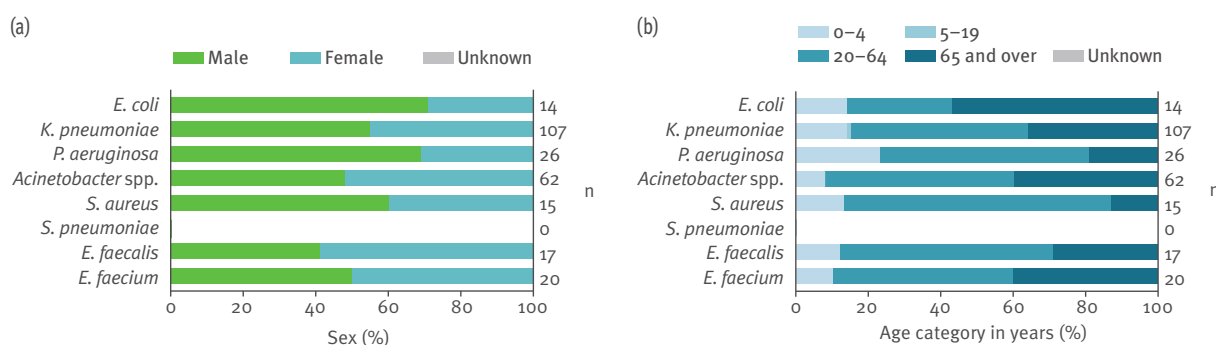 (a)
Male Female Unknown
E. coli 14
K. pneumoniae 107
P. aeruginosa 26
Acinetobacter spp. 62
S. aureus 15
S. pneumoniae 0
E. faecalis 17
E. faecium 20
n
0 20 40 60 80 100
Sex (%)
(b)
0–4 5–19
20–64 65 and over Unknown
E. coli 14
K. pneumoniae 107
P. aeruginosa 26
Acinetobacter spp. 62
S. aureus 15
S. pneumoniae 0
E. faecalis 17
E. faecium 20
n
0 20 40 60 80 100
Age category in years (%)